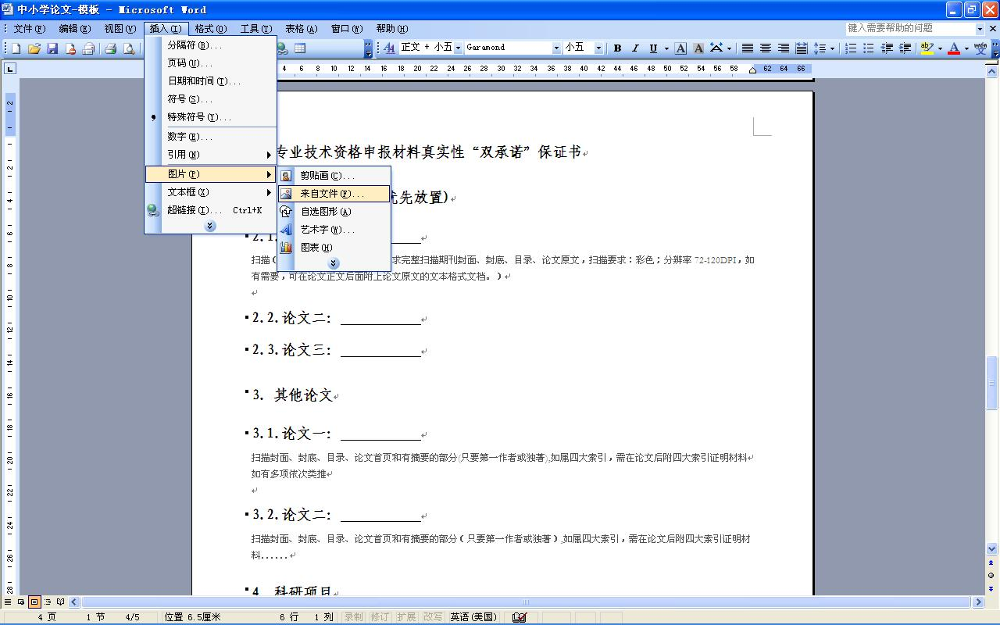 中小学论文-模板 - Microsoft Word
文件(F) 编辑(E) 视图(V) 插入(I) 格式(O) 工具(T) 表格(A) 窗口(W) 帮助(H) 键入需要帮助的问题
正文 + 小五 Garamond 小五 B I U A A A ab wén
4 6 8 10 12 14 16 18 20 22 24 26 28 30 32 34 36 38 40 42 44 46 48 50 52 54 56 58 62 64 66
分隔符(B)...
页码(U)...
日期和时间(T)...
符号(S)...
特殊符号(Y)...
数字(E)...
引用(N)
图片(P)
文本框(X)
超链接(I)... Ctrl+K
剪贴画(C)...
来自文件(F)...
自选图形(A)
艺术字(W)...
图表(H)
专业技术资格申报材料真实性“双承诺”保证书
先放置)
2.1.
扫描(
求完整扫描期刊封面、封底、目录、论文原文，扫描要求：彩色；分辨率 72-120DPI，如
有需要，可在论文正文后面附上论文原文的文本格式文档。)
2.2.论文二：
2.3.论文三：
3. 其他论文
3.1.论文一：
扫描封面、封底、目录、论文首页和有摘要的部分(只要第一作者或独著),如属四大索引，需在论文后附四大索引证明材料
如有多项依次类推
3.2.论文二：
扫描封面、封底、目录、论文首页和有摘要的部分(只要第一作者或独著),如属四大索引，需在论文后附四大索引证明材
料......
4. 科研项目
2 2 4 6 8 10 12 14 16 18 20 22 24 26 28
4 页 1 节 4/5 位置 6.5厘米 6 行 1 列 录制 修订 扩展 改写 英语(美国)